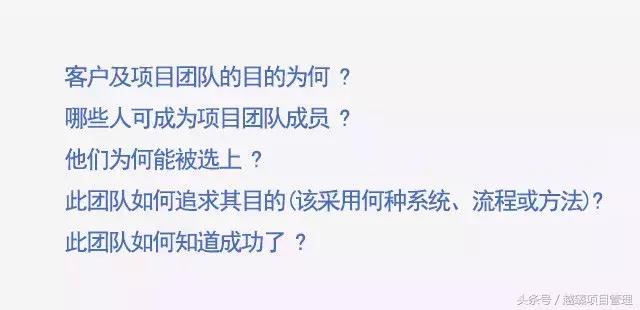 客户及项目团队的目的为何 ?
哪些人可成为项目团队成员 ?
他们为何能被选上 ?
此团队如何追求其目的(该采用何种系统、流程或方法)?
此团队如何知道成功了 ?
头条号/越臻项目管理